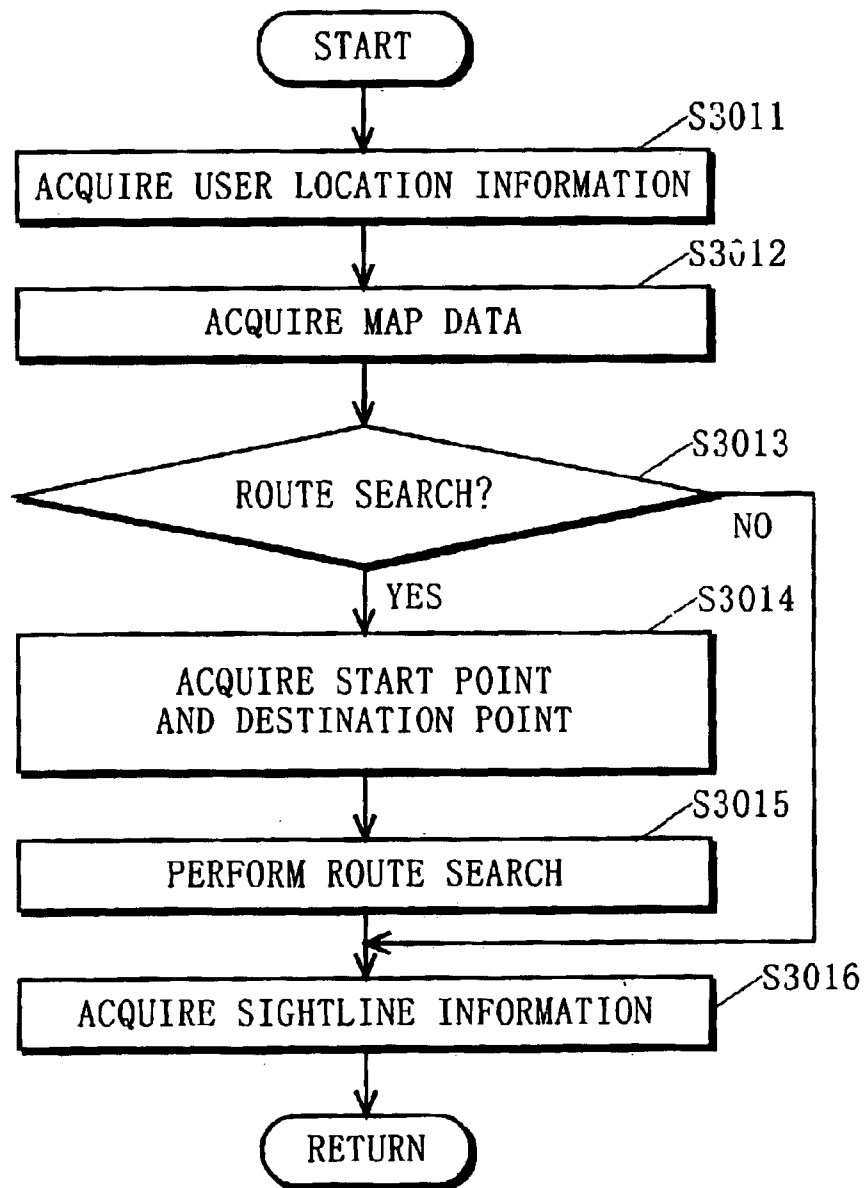 START
S3011
ACQUIRE USER LOCATION INFORMATION
S3012
ACQUIRE MAP DATA
S3013
ROUTE SEARCH?
NO
YES
S3014
ACQUIRE START POINT
AND DESTINATION POINT
S3015
PERFORM ROUTE SEARCH
S3016
ACQUIRE SIGHTLINE INFORMATION
RETURN